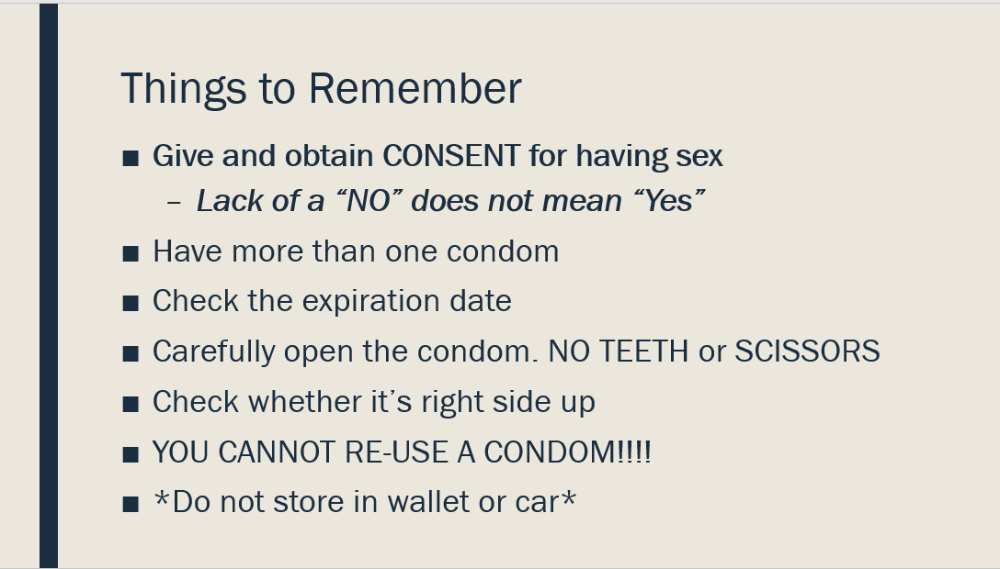 Things to Remember
■ Give and obtain CONSENT for having sex
– Lack of a “NO” does not mean “Yes”
■ Have more than one condom
■ Check the expiration date
■ Carefully open the condom. NO TEETH or SCISSORS
■ Check whether it’s right side up
■ YOU CANNOT RE-USE A CONDOM!!!!
■ *Do not store in wallet or car*